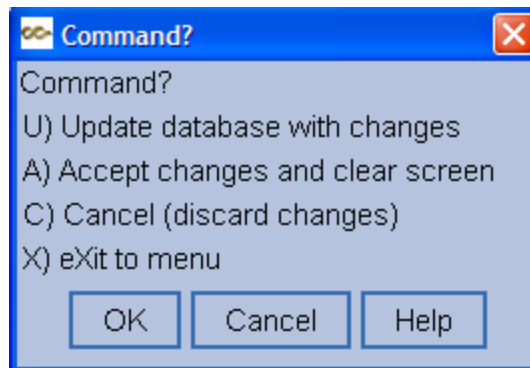 Command?
Command?
U) Update database with changes
A) Accept changes and clear screen
C) Cancel (discard changes)
X) eXit to menu
OK Cancel Help